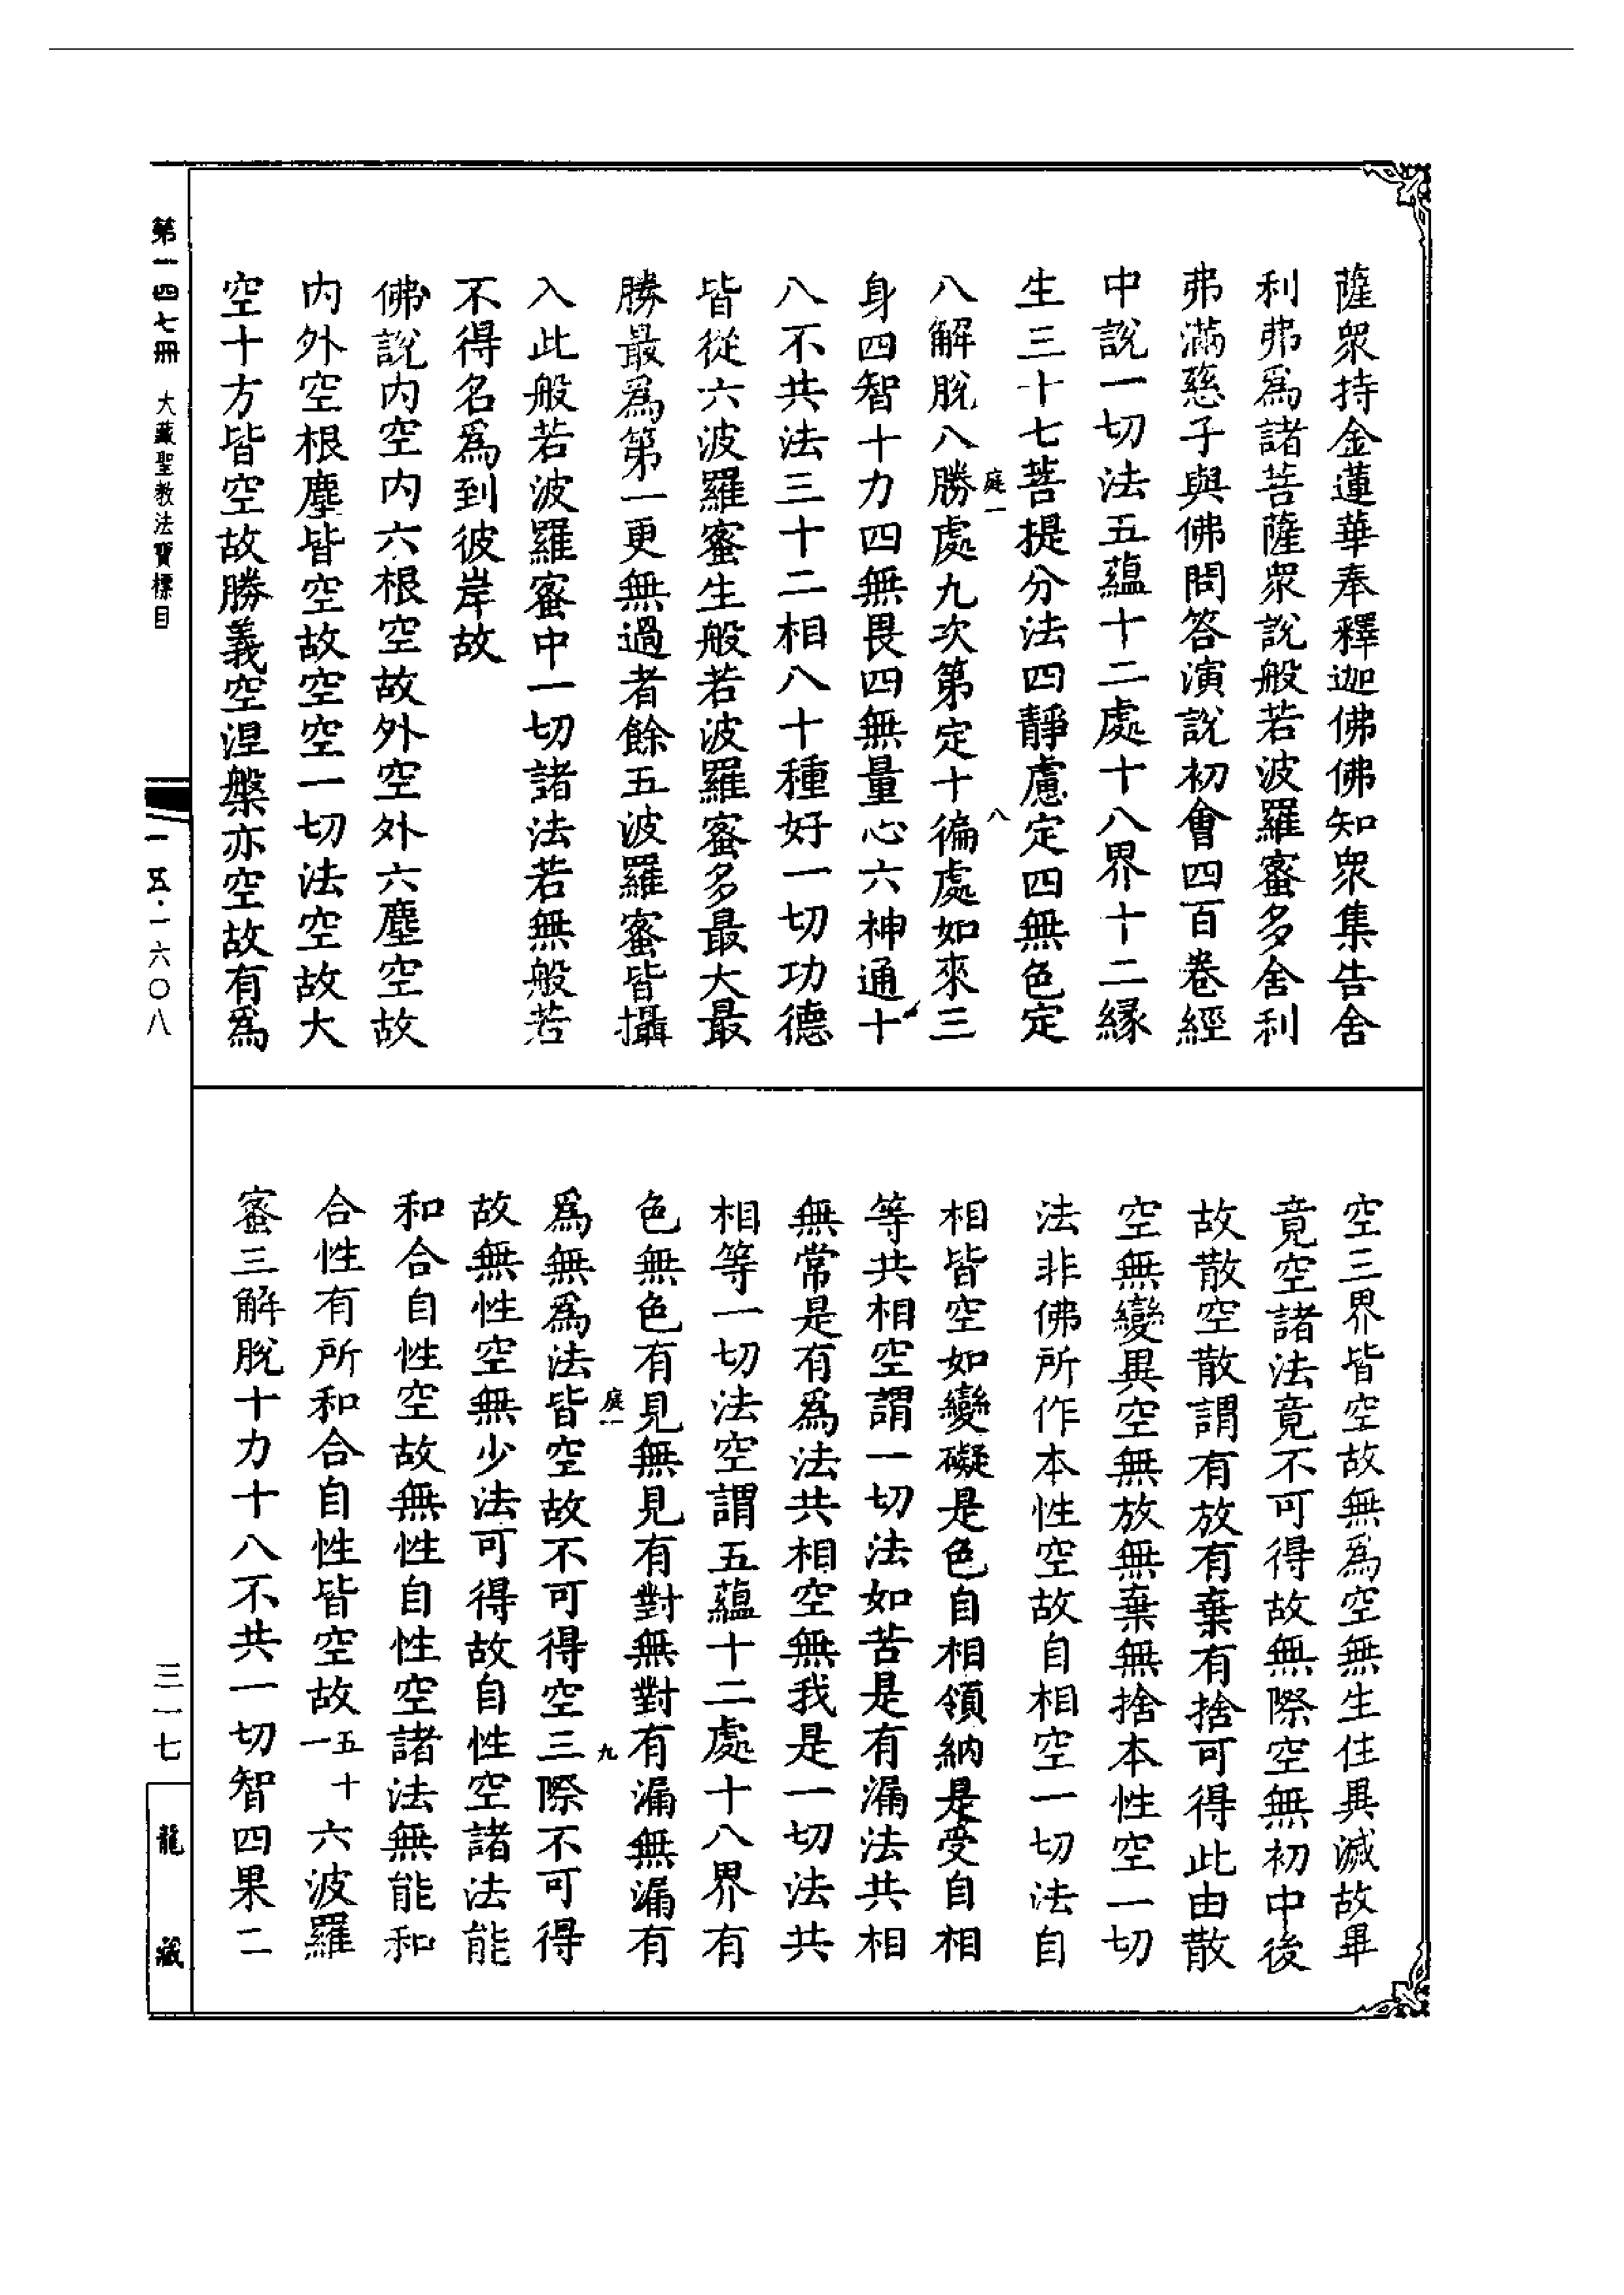 薩衆持金蓮華奉釋迦佛佛知衆集告舍
利弗爲諸菩薩衆說般若波羅蜜多舍利
弗滿慈子與佛問答演說初會四百卷經
中說一切法五蘊十二處十八界十二緣
生三十七菩提分法四靜慮定四無色定
庭一 八
八解脫八勝處九次第定十徧處如來三
身四智十力四無畏四無量心六神通十
八不共法三十二相八十種好一切功德
皆從六波羅蜜生般若波羅蜜多最大最
勝最爲第一更無過者餘五波羅蜜皆攝
入此般若波羅蜜中一切諸法若無般若
不得名爲到彼岸故
佛說內空內六根空故外空外六塵空故
內外空根塵皆空故空空一切法空故大
空十方皆空故勝義空涅槃亦空故有爲
空三界皆空故無爲空無生住異滅故畢
竟空諸法竟不可得故無際空無初中後
故散空散謂有放有棄有捨可得此由散
空無變異空無放無棄無捨本性空一切
法非佛所作本性空故自相空一切法自
相皆空如變礙是色自相領納是受自相
等共相空謂一切法如苦是有漏法共相
無常是有爲法共相空無我是一切法共
相等一切法空謂五蘊十二處十八界有
色無色有見無見有對無對有漏無漏有
庭一 九
爲無爲法皆空故不可得空三際不可得
故無性空無少法可得故自性空諸法能
和合自性空故無性自性空諸法無能和
合性有所和合自性皆空故五十一六波羅
蜜三解脫十力十八不共一切智四果二
第一四七冊 大藏聖教法寶標目
一五·一六〇八
三一七
龍藏